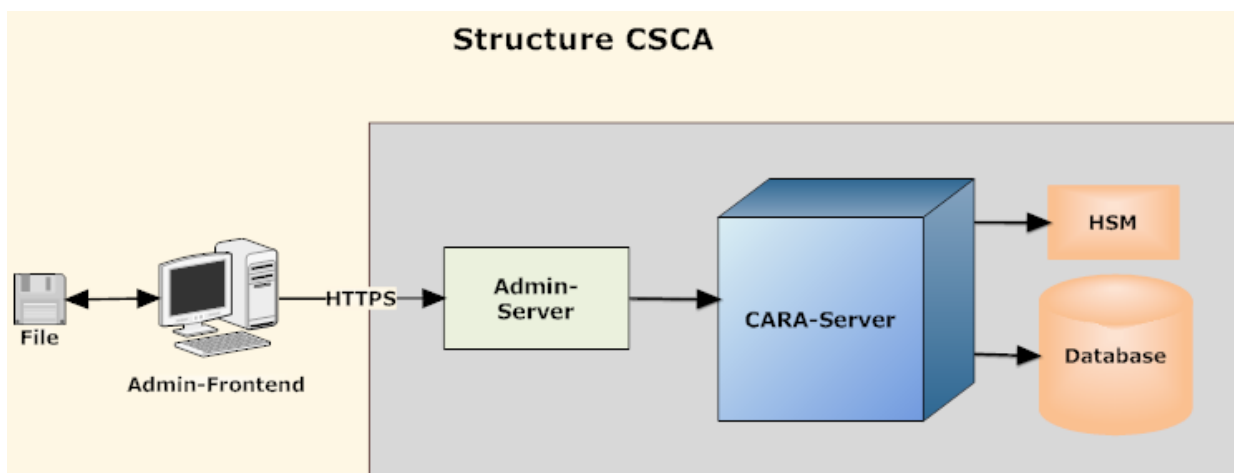 Structure CSCA
File
Admin-Frontend
HTTPS
Admin-
Server
CARA-Server
HSM
Database